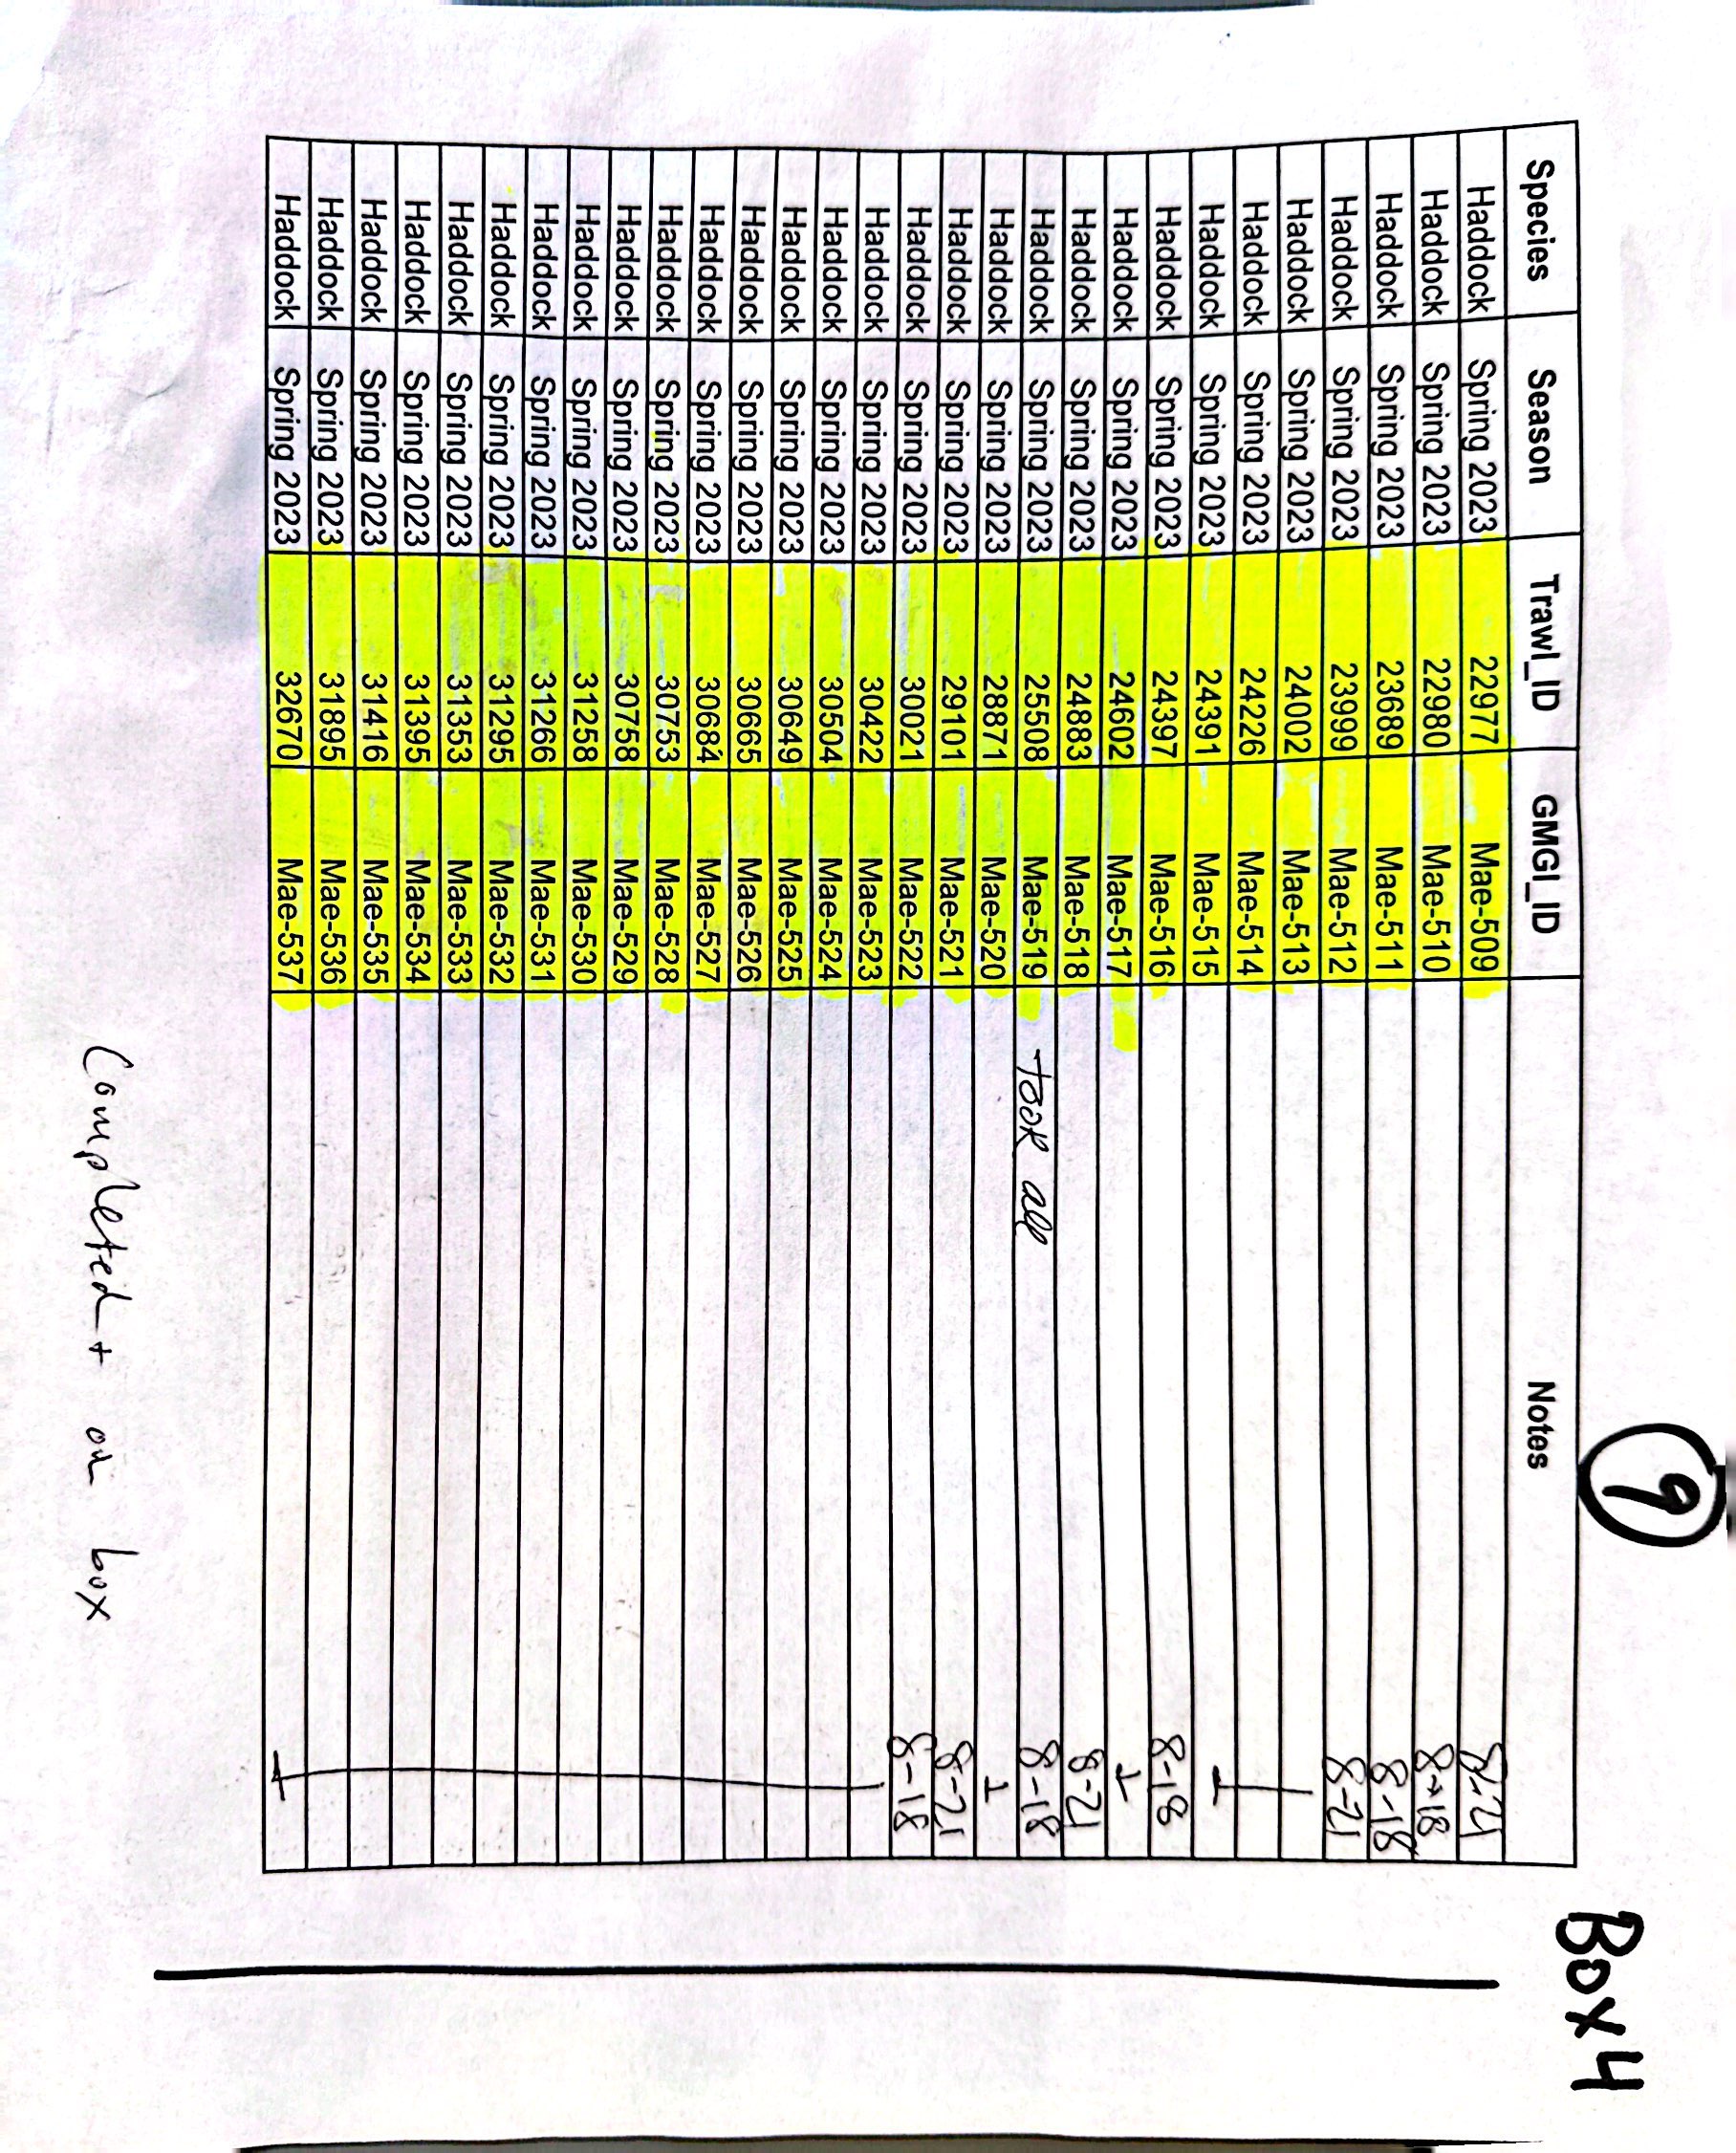 9
Box 4
Species Season Trawl_ID GMGI_ID Notes
Haddock Spring 2023 22977 Mae-509 8-21
Haddock Spring 2023 22980 Mae-510 8-18
Haddock Spring 2023 23689 Mae-511 8-18
Haddock Spring 2023 23999 Mae-512 8-21
Haddock Spring 2023 24002 Mae-513
Haddock Spring 2023 24226 Mae-514
Haddock Spring 2023 24391 Mae-515
Haddock Spring 2023 24397 Mae-516 8-18
Haddock Spring 2023 24602 Mae-517
Haddock Spring 2023 24883 Mae-518 8-21
Haddock Spring 2023 25508 Mae-519 took all 8-18
Haddock Spring 2023 28871 Mae-520
Haddock Spring 2023 29101 Mae-521 8-21
Haddock Spring 2023 30021 Mae-522 8-18
Haddock Spring 2023 30422 Mae-523
Haddock Spring 2023 30504 Mae-524
Haddock Spring 2023 30649 Mae-525
Haddock Spring 2023 30665 Mae-526
Haddock Spring 2023 30684 Mae-527
Haddock Spring 2023 30753 Mae-528
Haddock Spring 2023 30758 Mae-529
Haddock Spring 2023 31258 Mae-530
Haddock Spring 2023 31266 Mae-531
Haddock Spring 2023 31295 Mae-532
Haddock Spring 2023 31353 Mae-533
Haddock Spring 2023 31395 Mae-534
Haddock Spring 2023 31416 Mae-535
Haddock Spring 2023 31895 Mae-536
Haddock Spring 2023 32670 Mae-537
Completed + on box